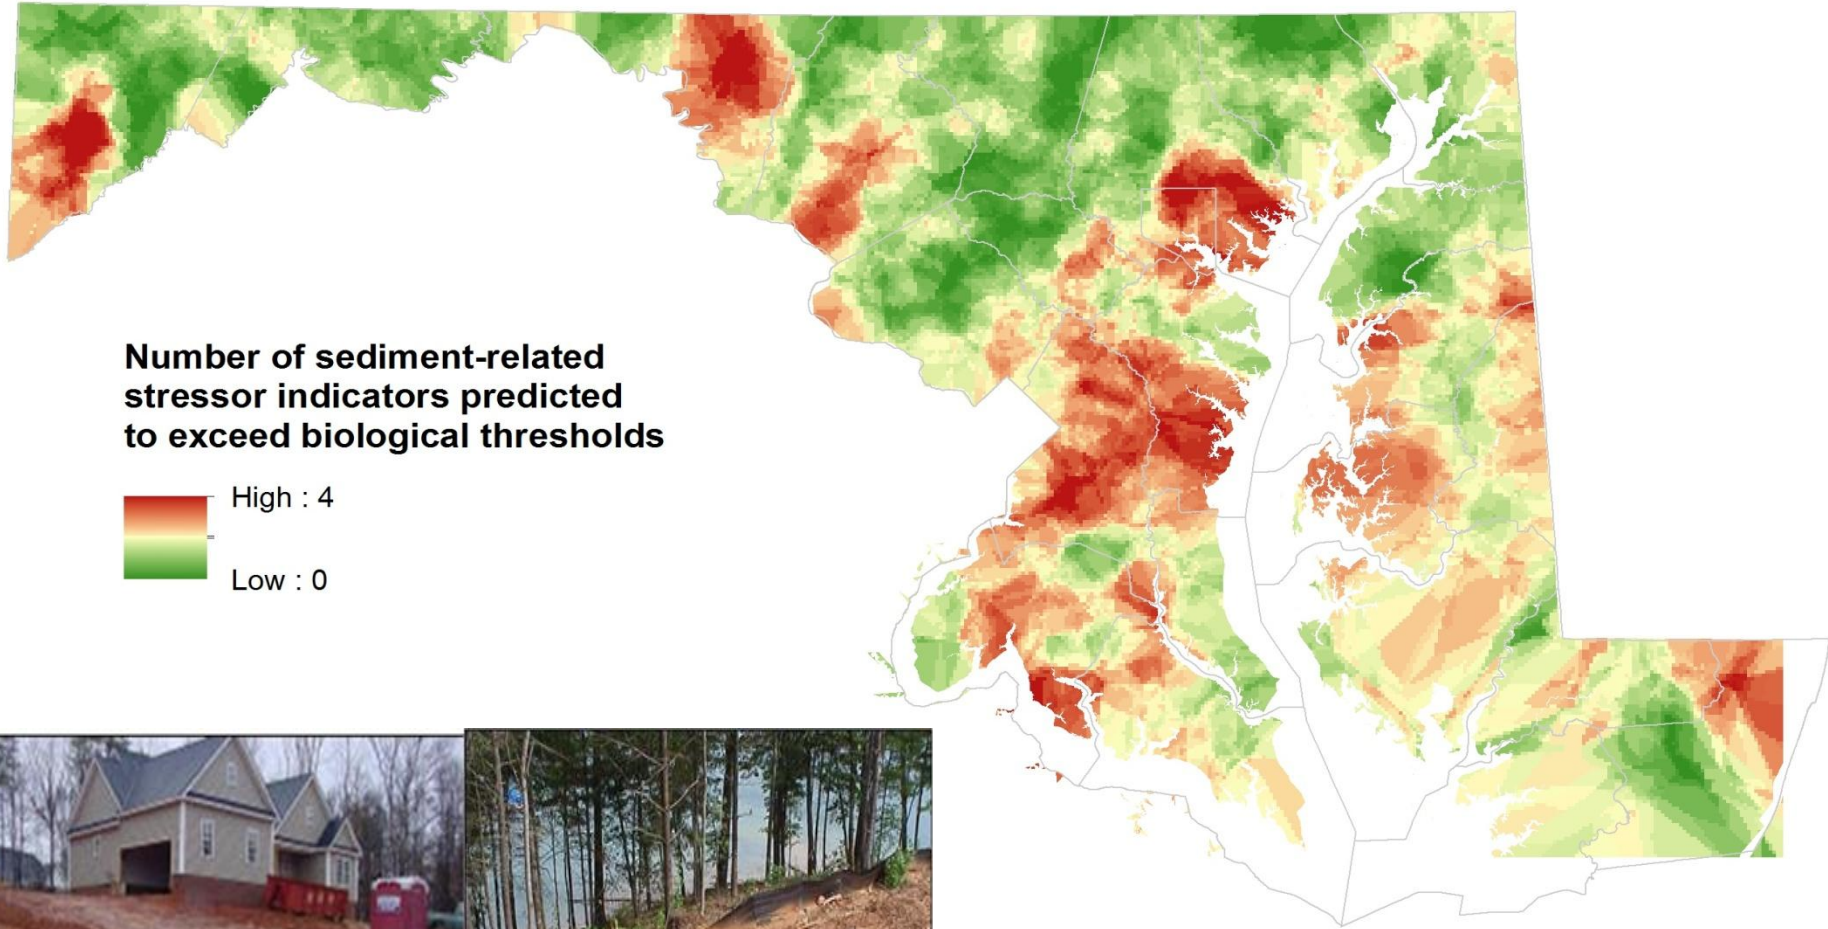 Number of sediment-related
stressor indicators predicted
to exceed biological thresholds
High : 4
Low : 0